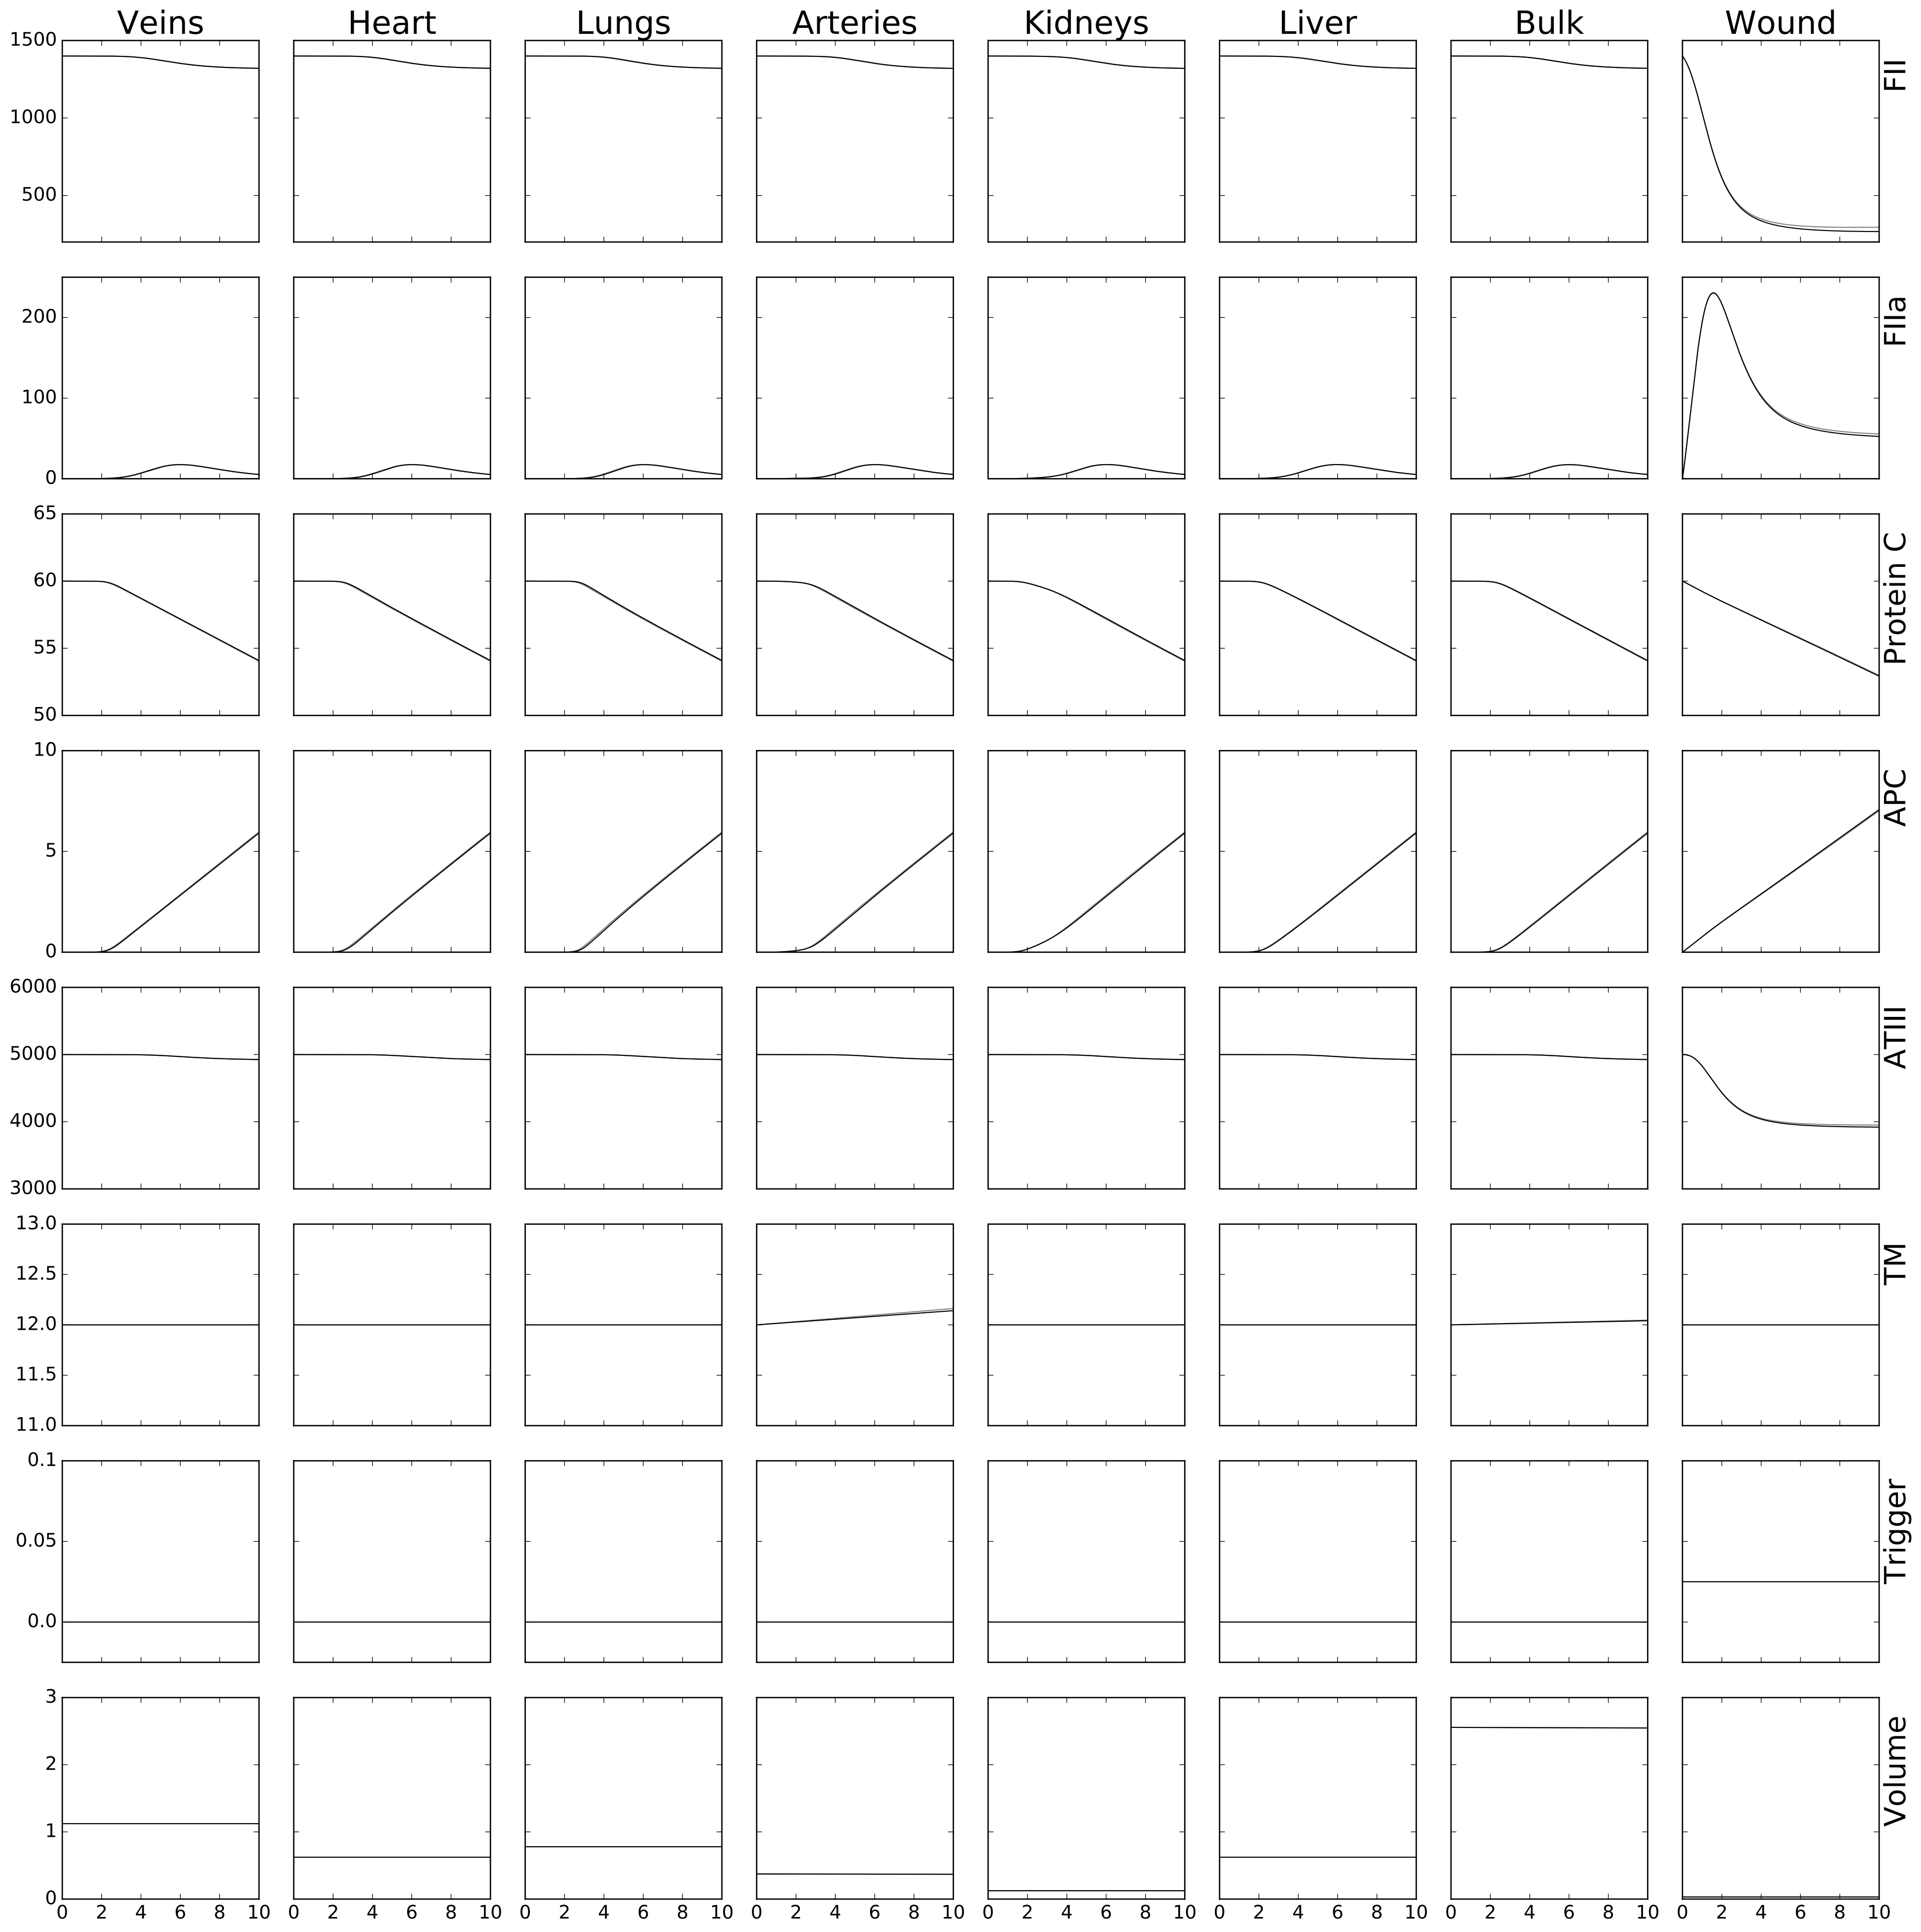 Veins Heart Lungs Arteries Kidneys Liver Bulk Wound
1500
1000
500
FII
200
100
0
FIIa
65
60
55
50
Protein C
10
5
0
APC
6000
5000
4000
3000
ATIII
13.0
12.5
12.0
11.5
11.0
TM
0.1
0.05
0.0
Trigger
3
2
1
0
Volume
0 2 4 6 8 10 0 2 4 6 8 10 0 2 4 6 8 10 0 2 4 6 8 10 0 2 4 6 8 10 0 2 4 6 8 10 0 2 4 6 8 10 0 2 4 6 8 10